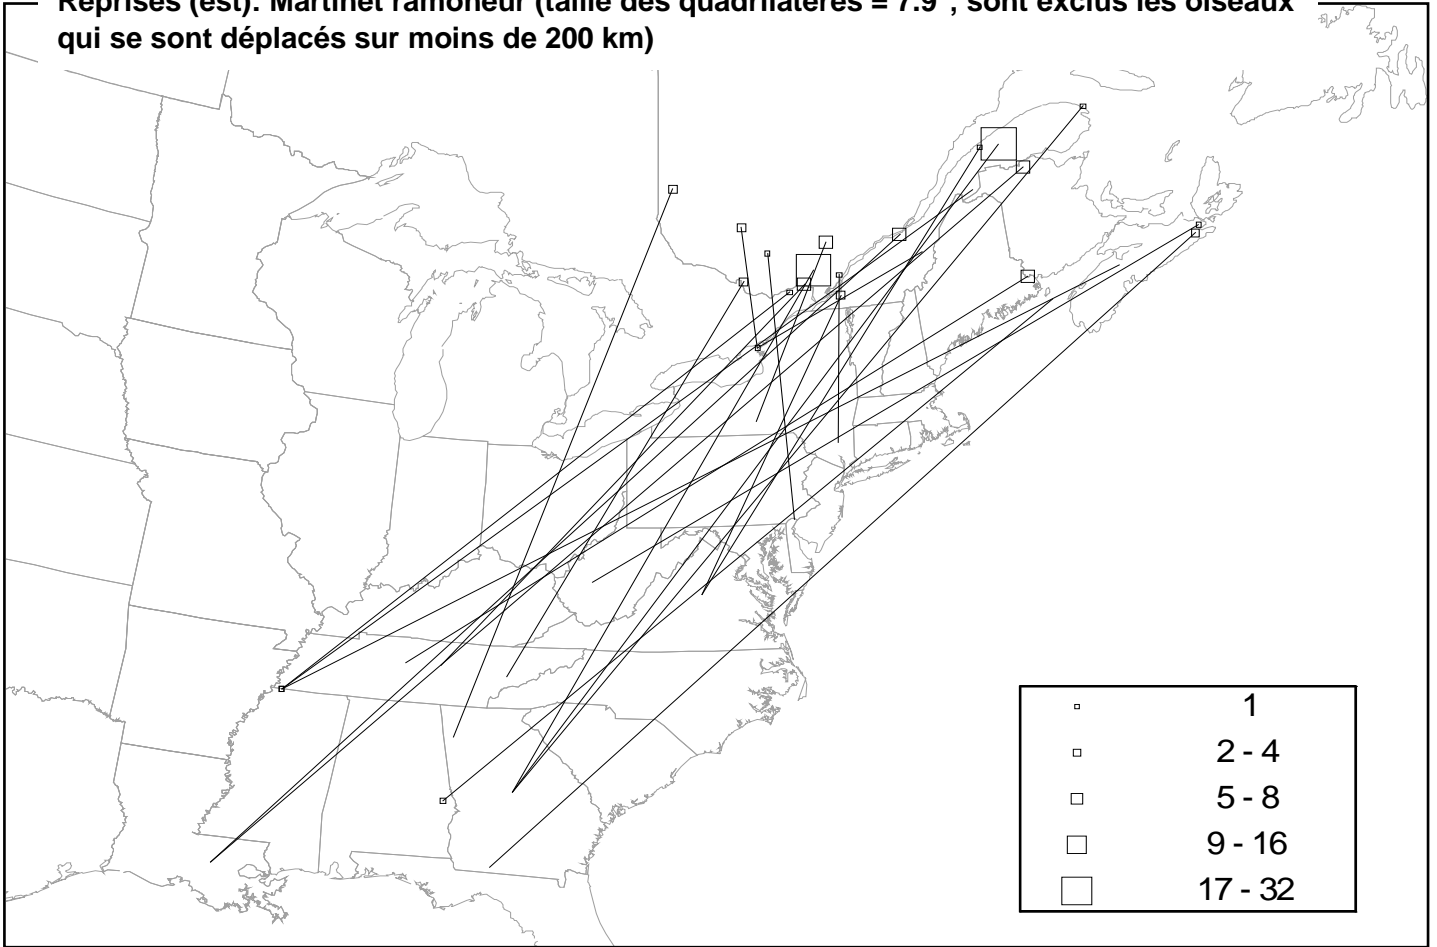 Reprises (est): Martinet ramoneur (taille des quadrilatères = 7.9°, sont exclus les oiseaux
qui se sont déplacés sur moins de 200 km)
1
2 - 4
5 - 8
9 - 16
17 - 32